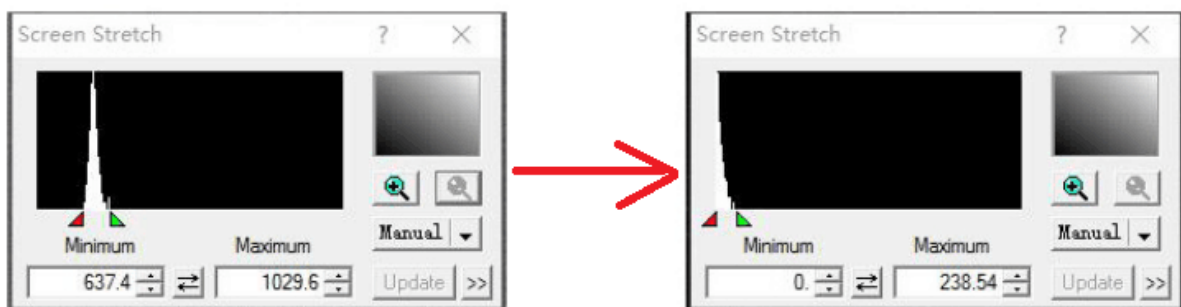 Screen Stretch ? ×
Manual
Minimum Maximum
637.4 1029.6 Update >>
Screen Stretch ? ×
Manual
Minimum Maximum
0. 238.54 Update >>